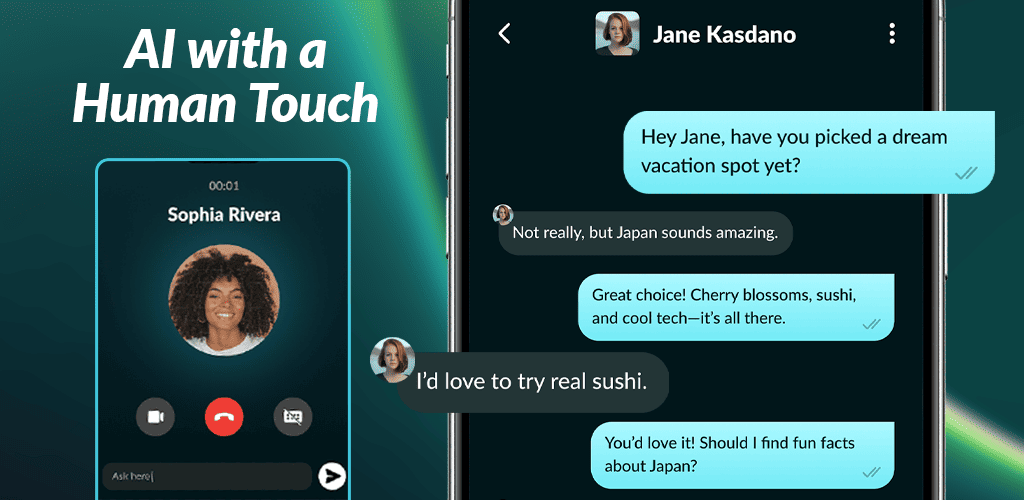 AI with a
Human Touch
00:01
Sophia Rivera
Ask here
Jane Kasdano
Hey Jane, have you picked a dream
vacation spot yet?
Not really, but Japan sounds amazing.
Great choice! Cherry blossoms, sushi,
and cool tech—it’s all there.
I’d love to try real sushi.
You’d love it! Should I find fun facts
about Japan?